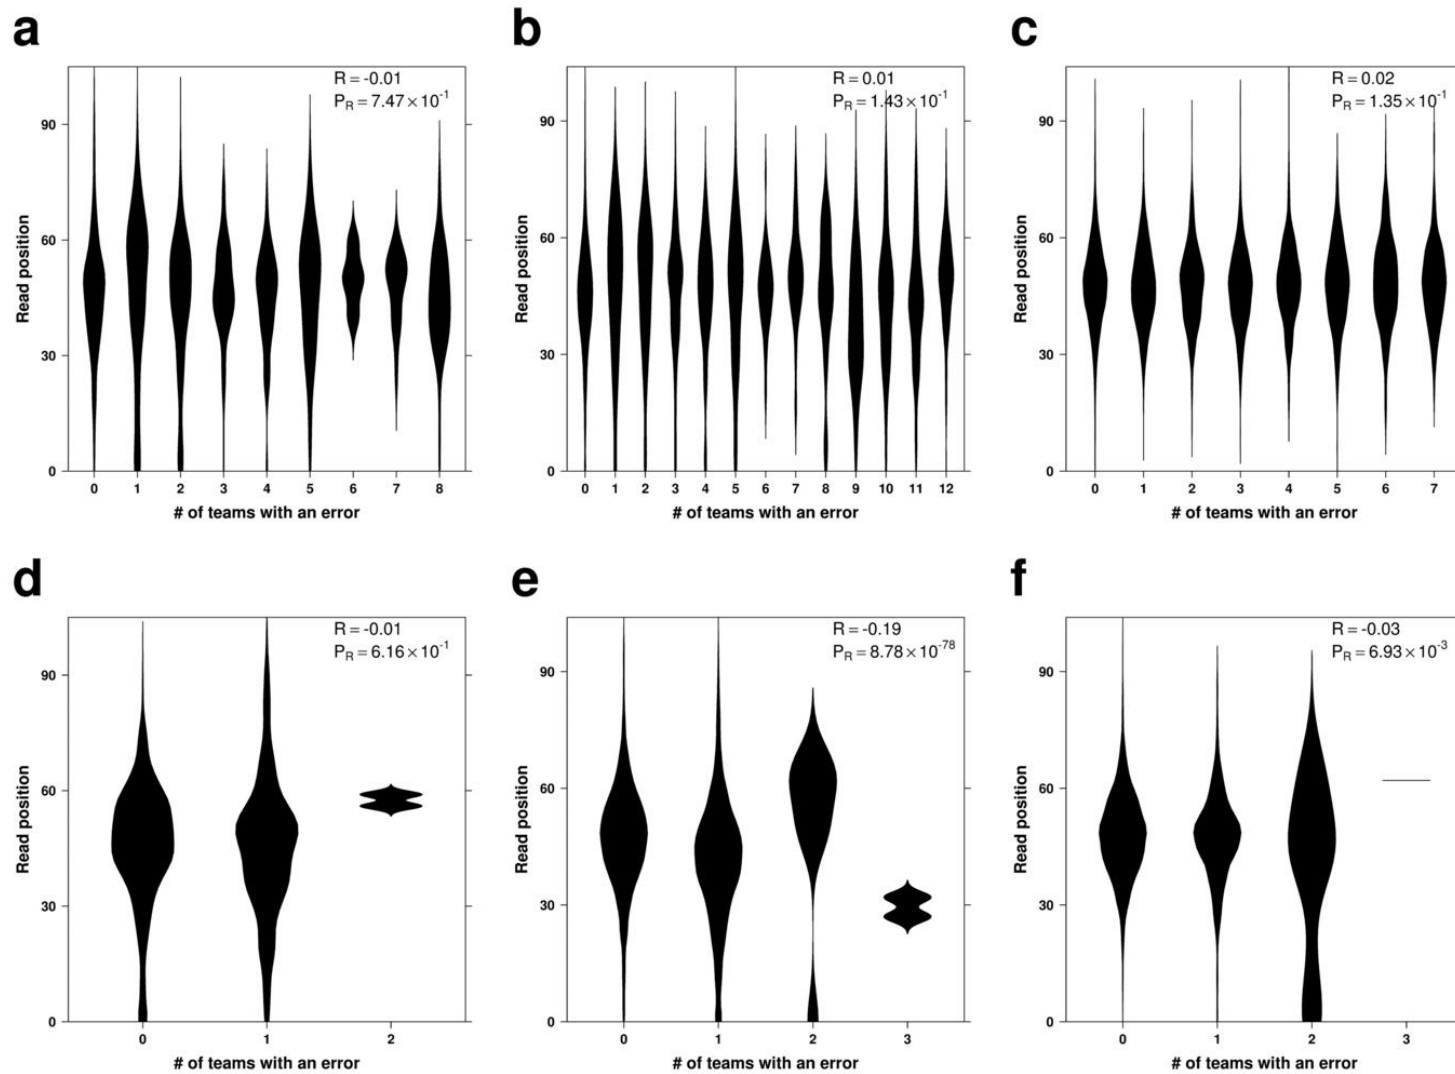 a
R = -0.01
P_R = 7.47×10^-1
90
60
30
0
Read position
0 1 2 3 4 5 6 7 8
# of teams with an error
b
R = 0.01
P_R = 1.43×10^-1
90
60
30
0
Read position
0 1 2 3 4 5 6 7 8 9 10 11 12
# of teams with an error
c
R = 0.02
P_R = 1.35×10^-1
90
60
30
0
Read position
0 1 2 3 4 5 6 7
# of teams with an error
d
R = -0.01
P_R = 6.16×10^-1
90
60
30
0
Read position
0 1 2
# of teams with an error
e
R = -0.19
P_R = 8.78×10^-78
90
60
30
0
Read position
0 1 2 3
# of teams with an error
f
R = -0.03
P_R = 6.93×10^-3
90
60
30
0
Read position
0 1 2 3
# of teams with an error